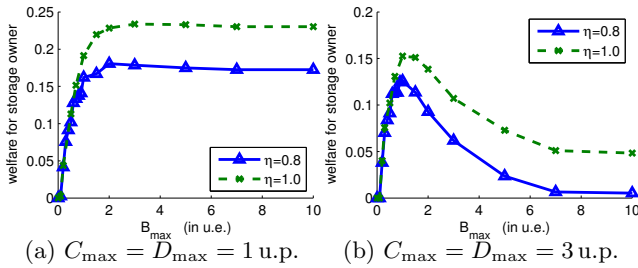 welfare for storage owner
0.25
0.2
0.15
0.1
0.05
0
0 2 4 6 8 10
B_max (in u.e.)
η=0.8
η=1.0
(a) C_max = D_max = 1 u.p.
welfare for storage owner
0.2
0.15
0.1
0.05
0
0 2 4 6 8 10
B_max (in u.e.)
η=0.8
η=1.0
(b) C_max = D_max = 3 u.p.